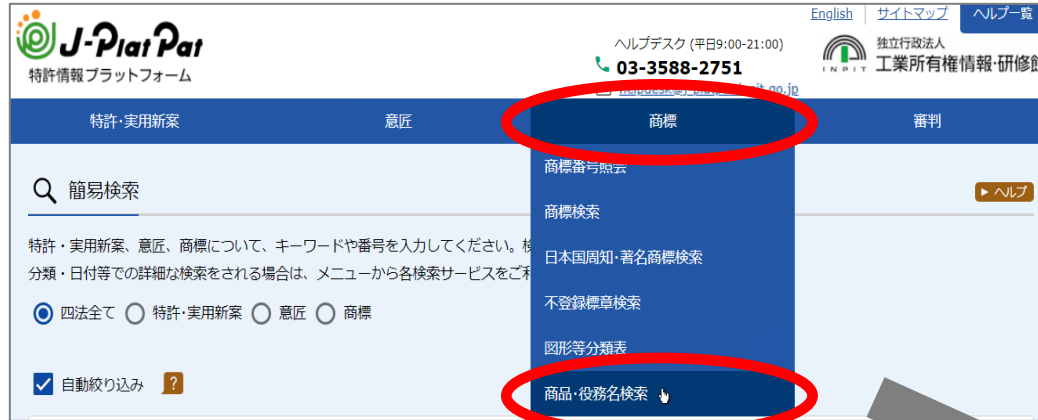 English サイトマップ ヘルプ一覧
J-PlatPat
特許情報プラットフォーム
ヘルプデスク (平日9:00-21:00)
03-3588-2751
独立行政法人
INPIT 工業所有権情報・研修館
特許・実用新案 意匠 商標 審判
商標番号照会
簡易検索
ヘルプ
商標検索
特許・実用新案、意匠、商標について、キーワードや番号を入力してください。
日本国周知・著名商標検索
分類・日付等での詳細な検索をされる場合は、メニューから各検索サービスをご
不登録標章検索
四法全て 特許・実用新案 意匠 商標
図形等分類表
自動絞り込み ?
商品・役務名検索